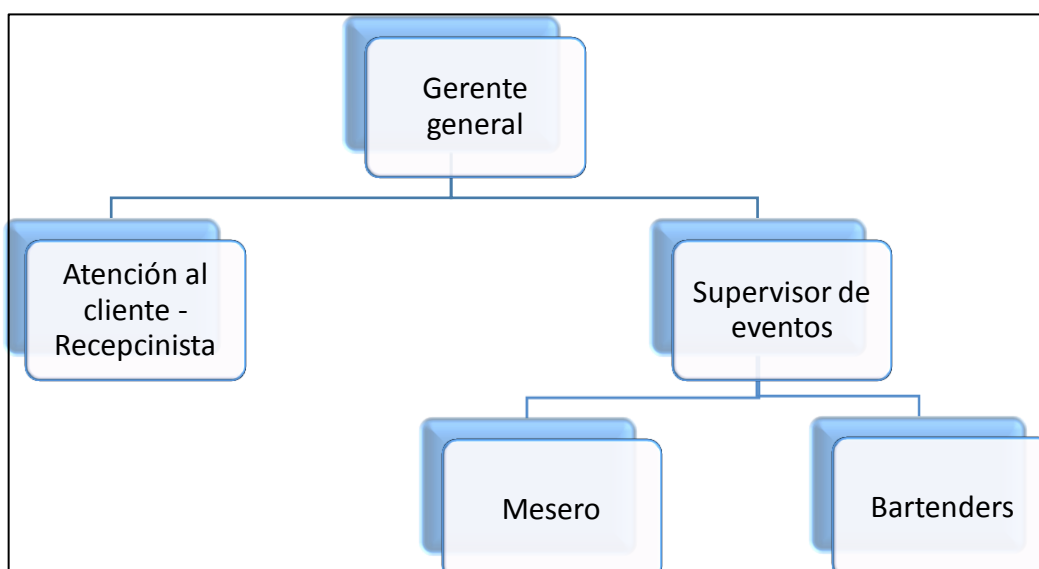 Gerente
general
Atención al
cliente -
Recepcinista
Supervisor de
eventos
Mesero
Bartenders